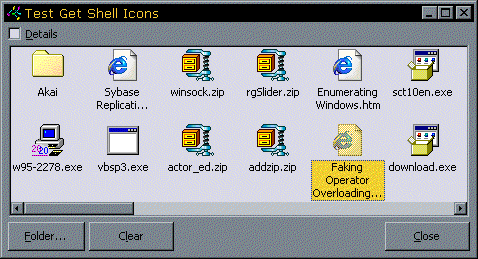 Test Get Shell Icons
Details
Akai
Sybase
Replicati...
winsock.zip
rgSlider.zip
Enumerating
Windows.htm
sct10en.exe
w95-2278.exe
vbsp3.exe
actor_ed.zip
addzip.zip
Faking
Operator
Overloading...
download.exe
Folder...
Clear
Close